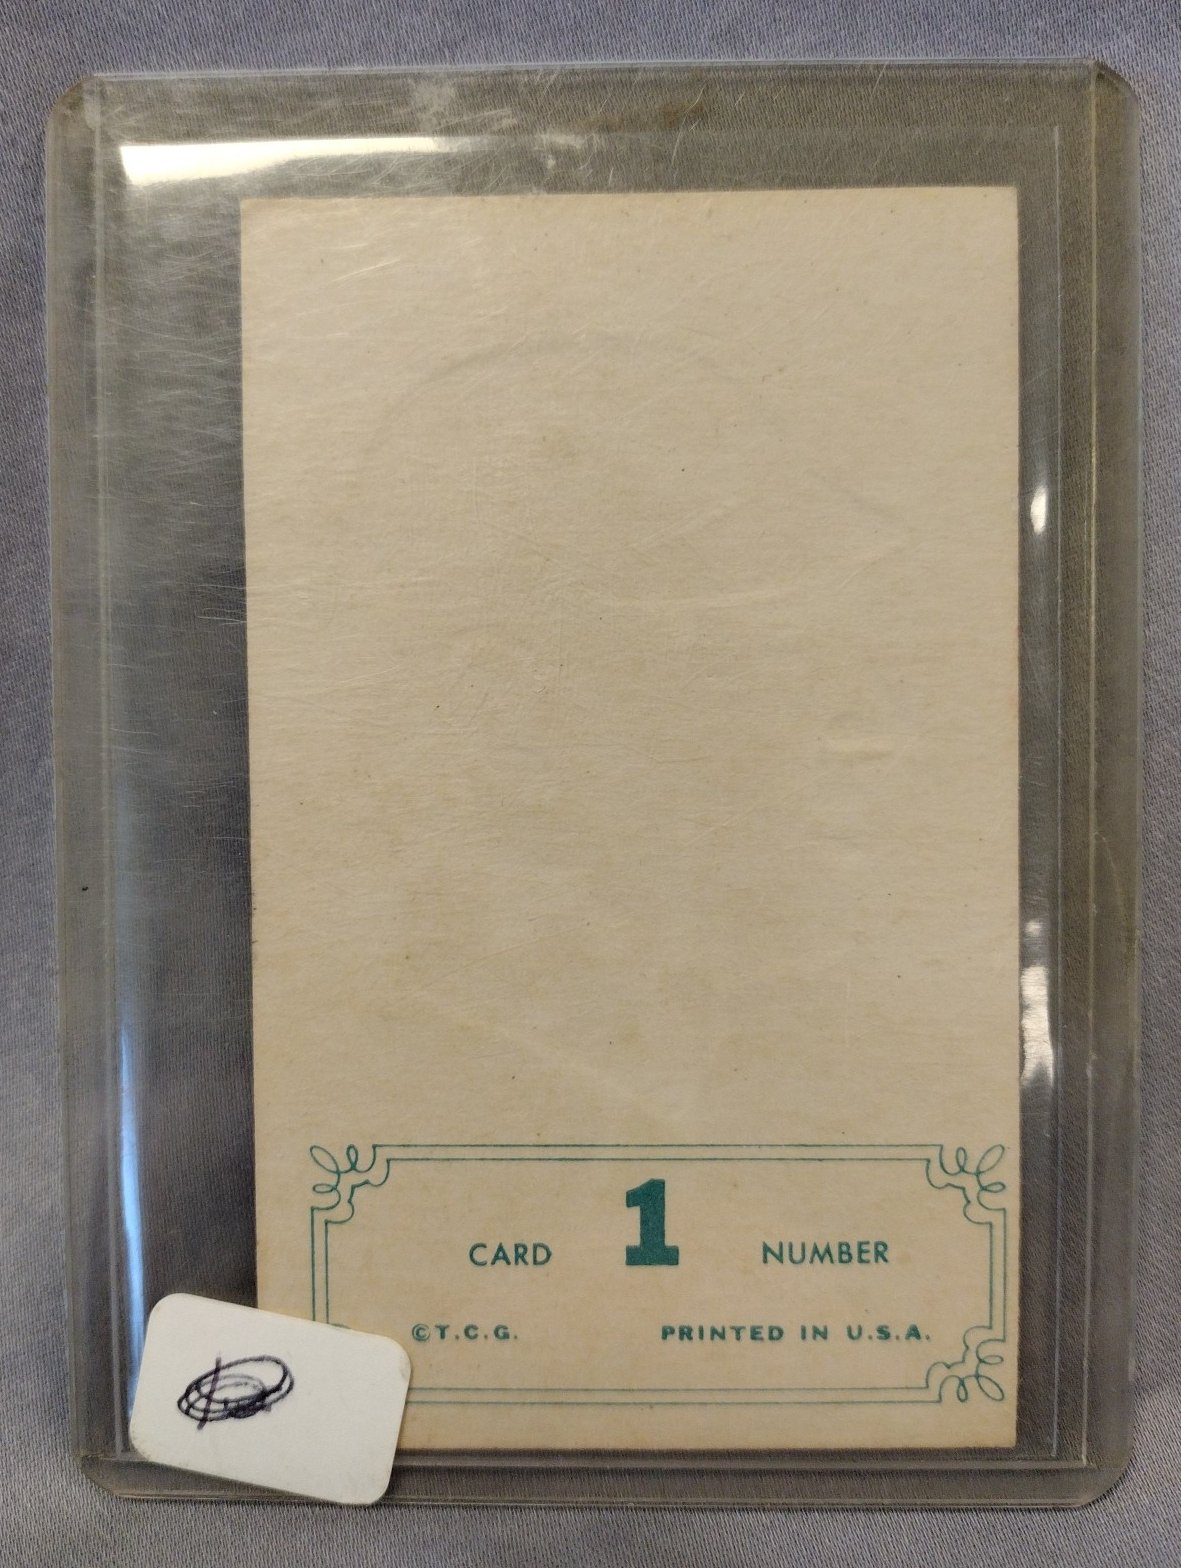 CARD 1 NUMBER
©T.C.G. PRINTED IN U.S.A.